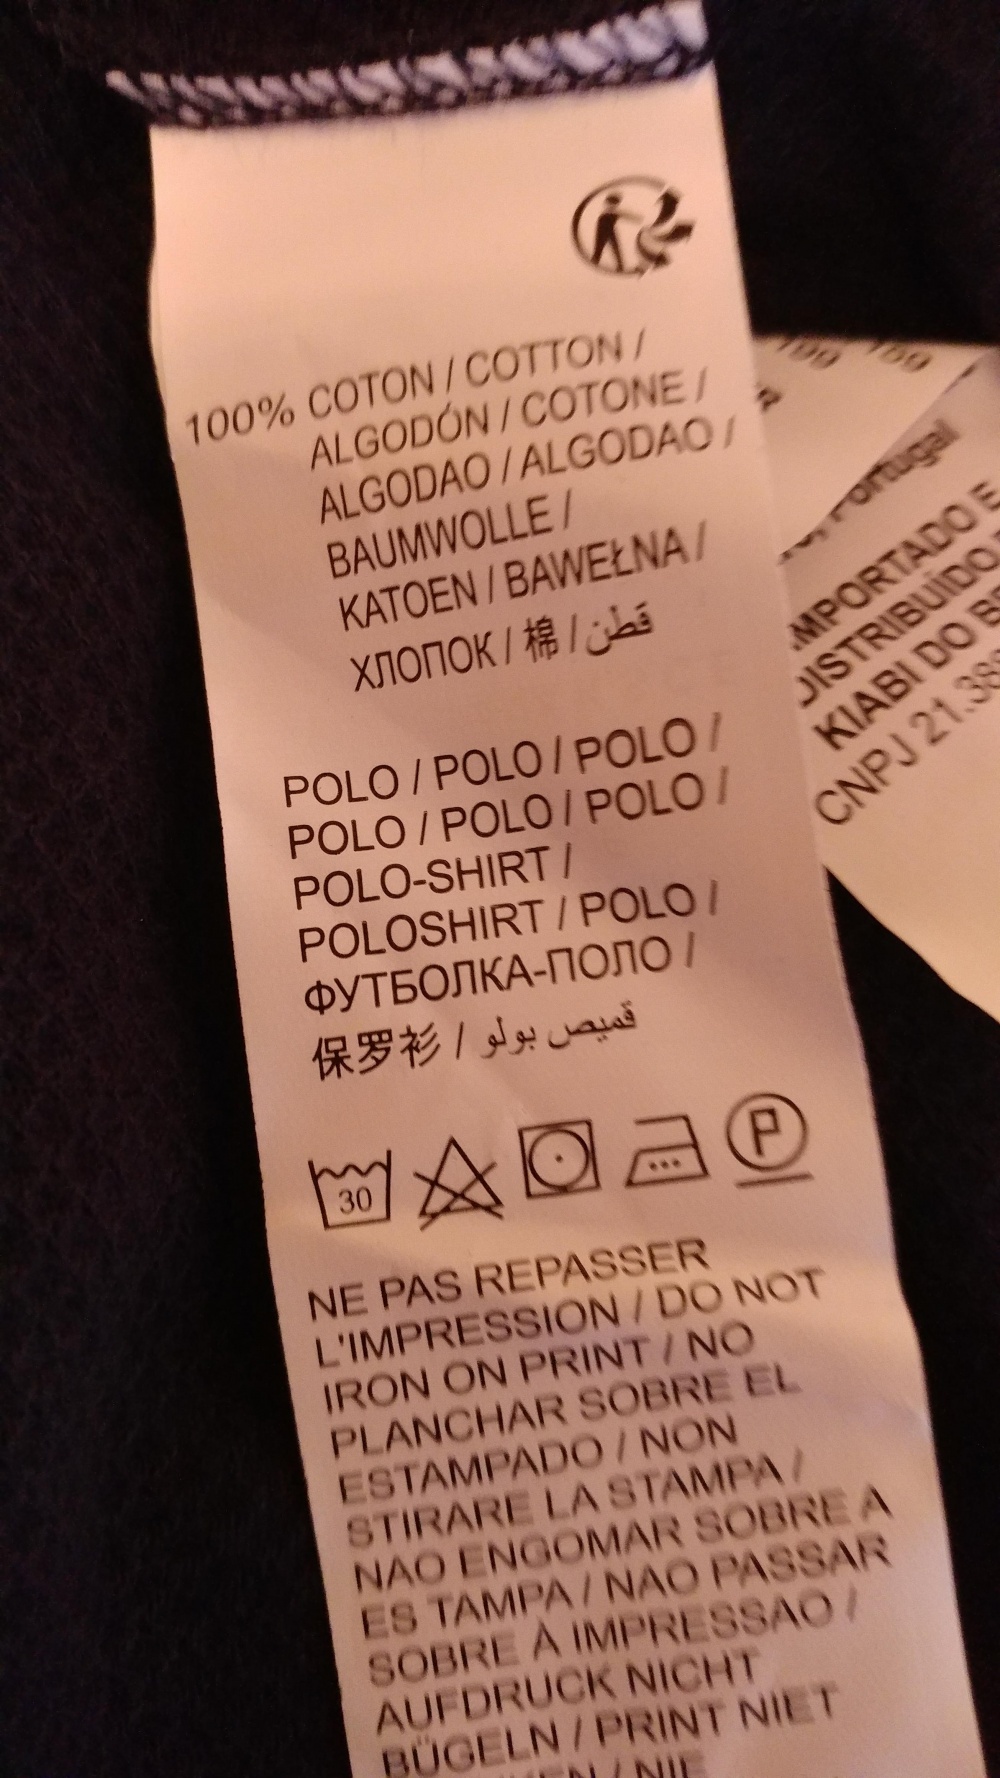 100% COTON / COTTON /
ALGODÓN / COTONE /
ALGODAO / ALGODAO /
BAUMWOLLE /
KATOEN / BAWEŁNA /
ХЛОПОК / 棉 / قطن
POLO / POLO / POLO /
POLO / POLO / POLO /
POLO-SHIRT /
POLOSHIRT / POLO /
ФУТБОЛКА-ПОЛО /
保罗衫 / قميص بولو
30
P
NE PAS REPASSER
L'IMPRESSION / DO NOT
IRON ON PRINT / NO
PLANCHAR SOBRE EL
ESTAMPADO / NON
STIRARE LA STAMPA /
NAO ENGOMAR SOBRE A
ES TAMPA / NAO PASSAR
SOBRE A IMPRESSAO /
AUFDRUCK NICHT
BÜGELN / PRINT NIET
/ NIE
Portugal
IMPORTADO E
DISTRIBUÍDO
KIABI DO
CNPJ 21.38